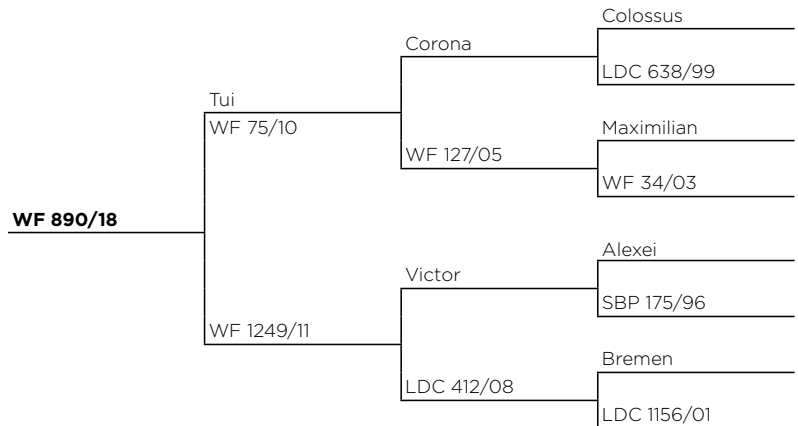 Colossus
Corona
LDC 638/99
Tui
WF 75/10
Maximilian
WF 127/05
WF 34/03
WF 890/18
Alexei
Victor
SBP 175/96
WF 1249/11
Bremen
LDC 412/08
LDC 1156/01